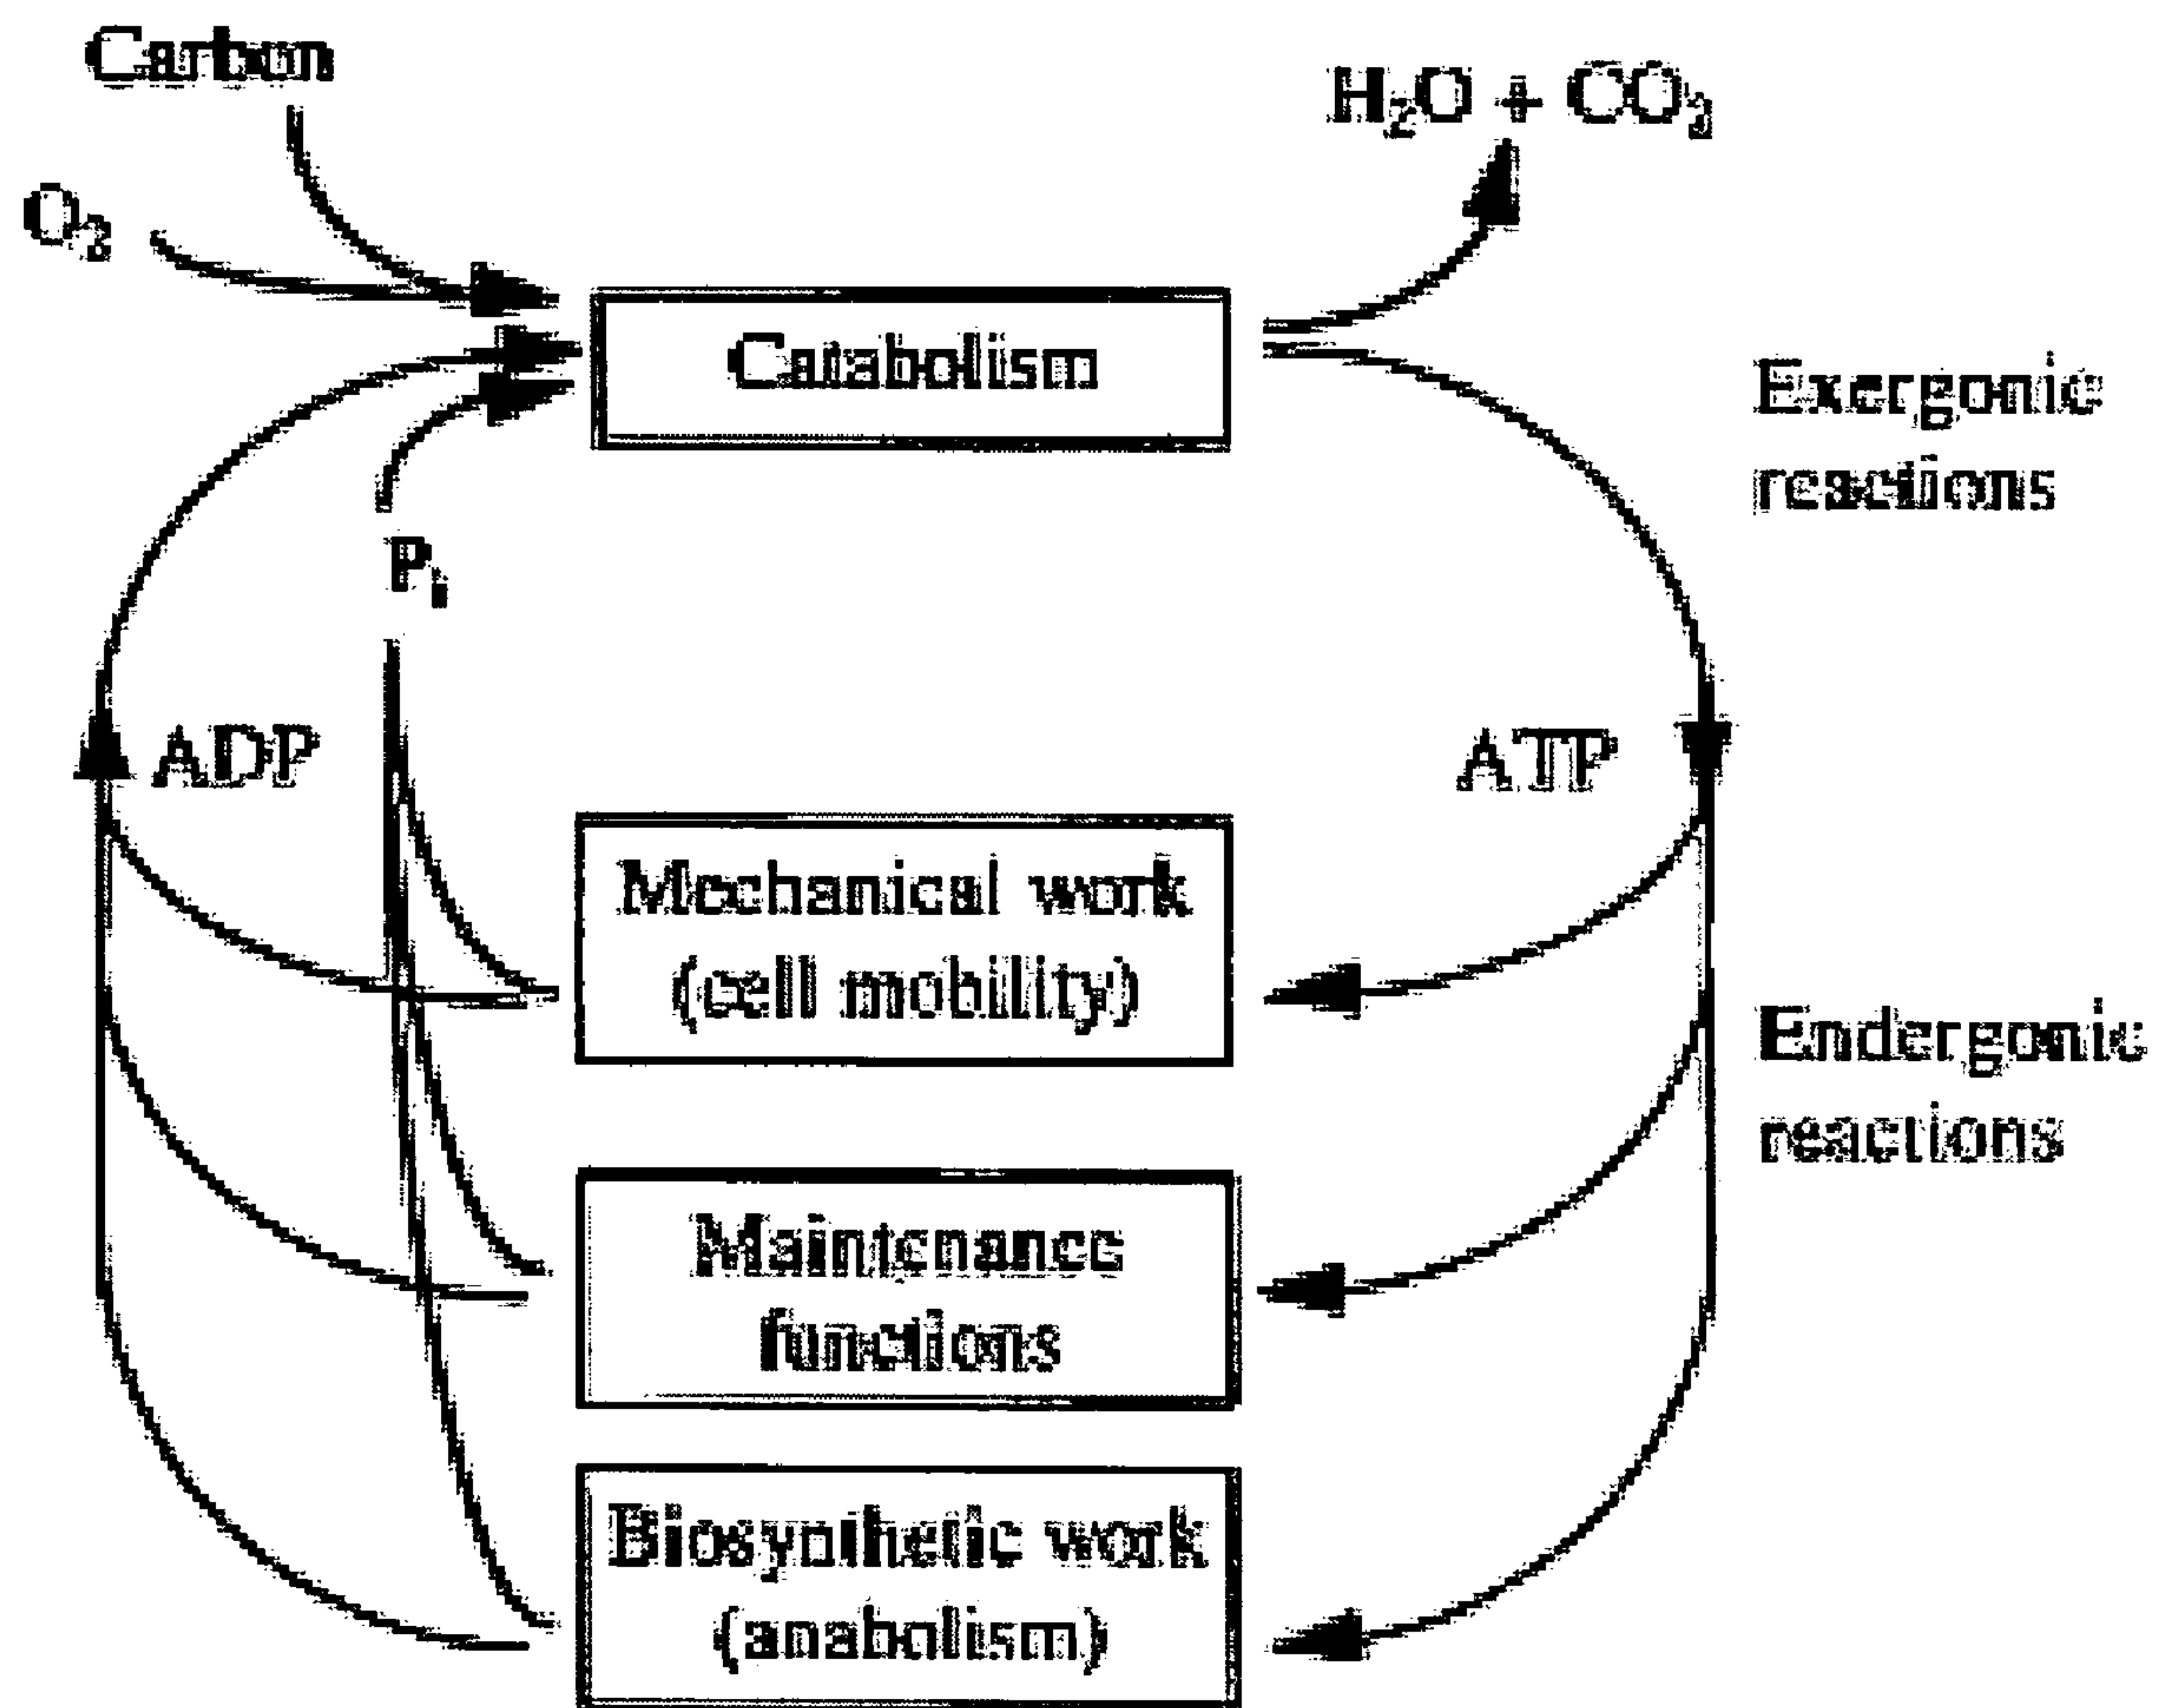 Carbon
H₂O + CO₂
O₂
Catabolism
Exergonic
reactions
Pᵢ
ADP
ATP
Mechanical work
(cell mobility)
Endergonic
reactions
Maintenance
functions
Biosynthetic work
(anabolism)